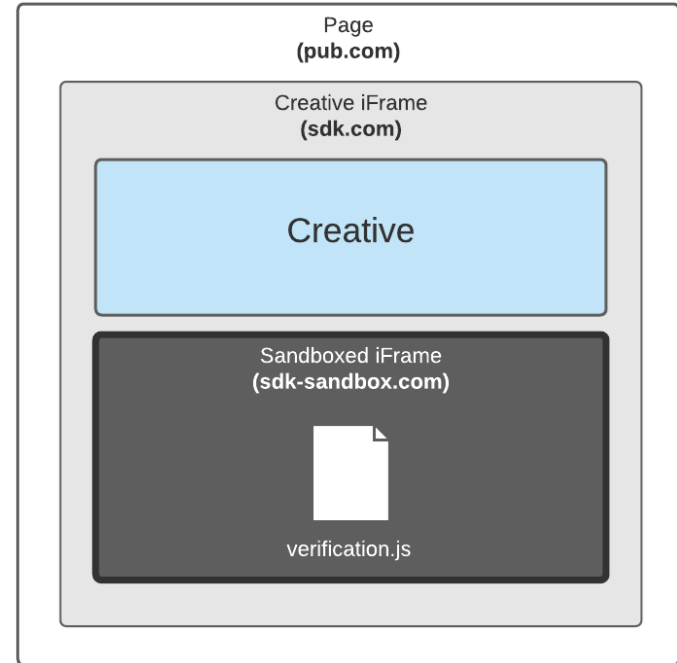 Page
(pub.com)
Creative iFrame
(sdk.com)
Creative
Sandboxed iFrame
(sdk-sandbox.com)
verification.js